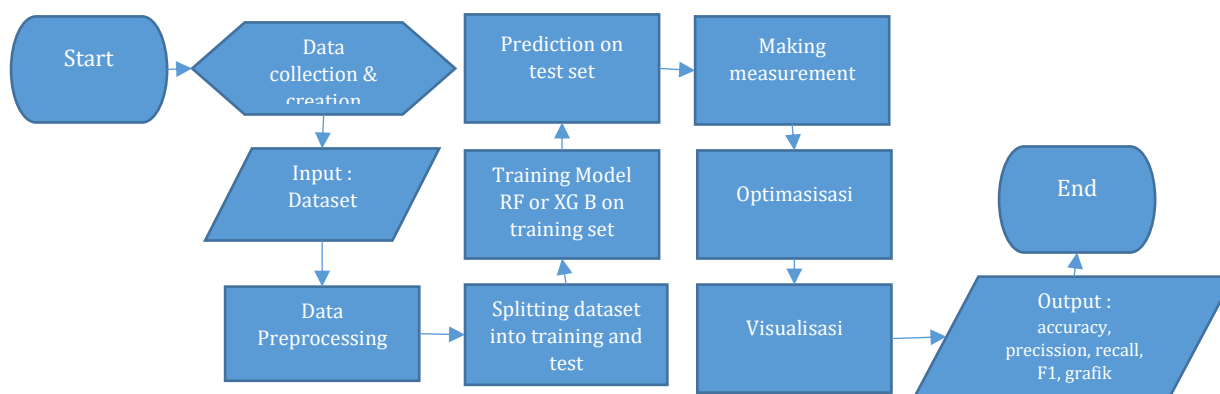 Start
Data
collection &
creation
Input :
Dataset
Data
Preprocessing
Splitting dataset
into training and
test
Training Model
RF or XG B on
training set
Prediction on
test set
Making
measurement
Optimasisasi
Visualisasi
Output :
accuracy,
precission, recall,
F1, grafik
End